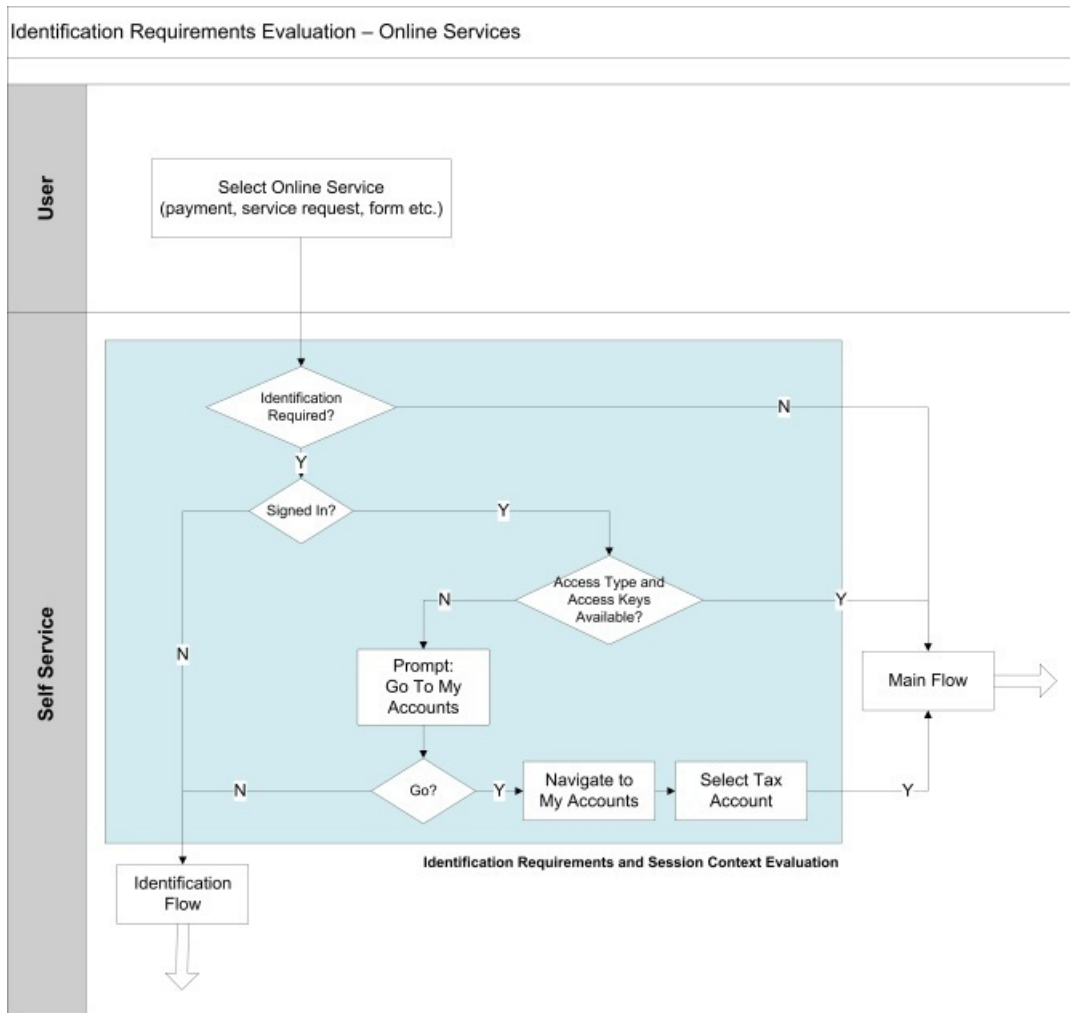 Identification Requirements Evaluation – Online Services
User
Select Online Service
(payment, service request, form etc.)
Self Service
Identification
Required?
N
Y
Signed In?
Y
N
Access Type and
Access Keys
Available?
N
Y
Prompt:
Go To My
Accounts
Main Flow
Go?
N
Y
Navigate to
My Accounts
Select Tax
Account
Y
Identification Requirements and Session Context Evaluation
Identification
Flow